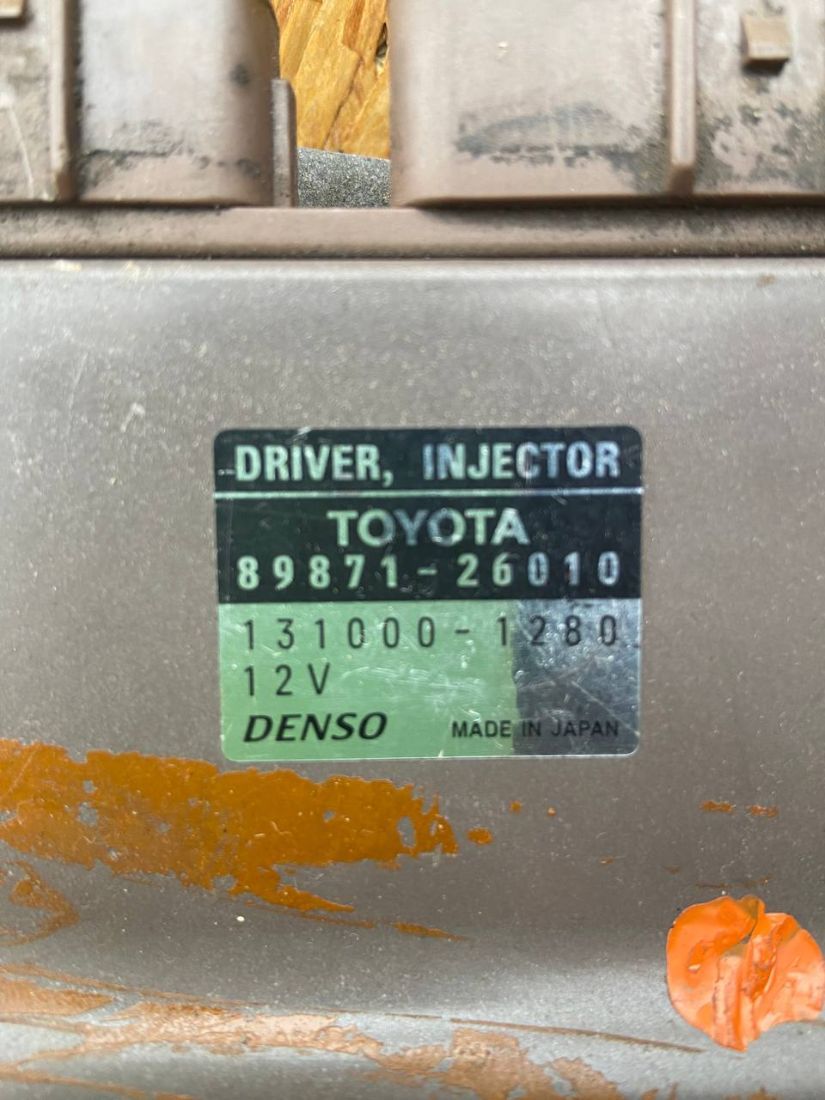 DRIVER, INJECTOR
TOYOTA
89871-26010
131000-1280
12V
DENSO MADE IN JAPAN